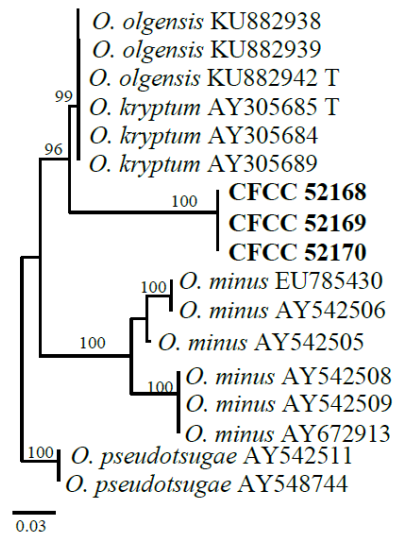 O. olgensis KU882938
O. olgensis KU882939
O. olgensis KU882942 T
99
O. kryptum AY305685 T
O. kryptum AY305684
96
O. kryptum AY305689
CFCC 52168
100
CFCC 52169
CFCC 52170
O. minus EU785430
100
O. minus AY542506
O. minus AY542505
100
O. minus AY542508
100
O. minus AY542509
O. minus AY672913
O. pseudotsugae AY542511
100
O. pseudotsugae AY548744
0.03